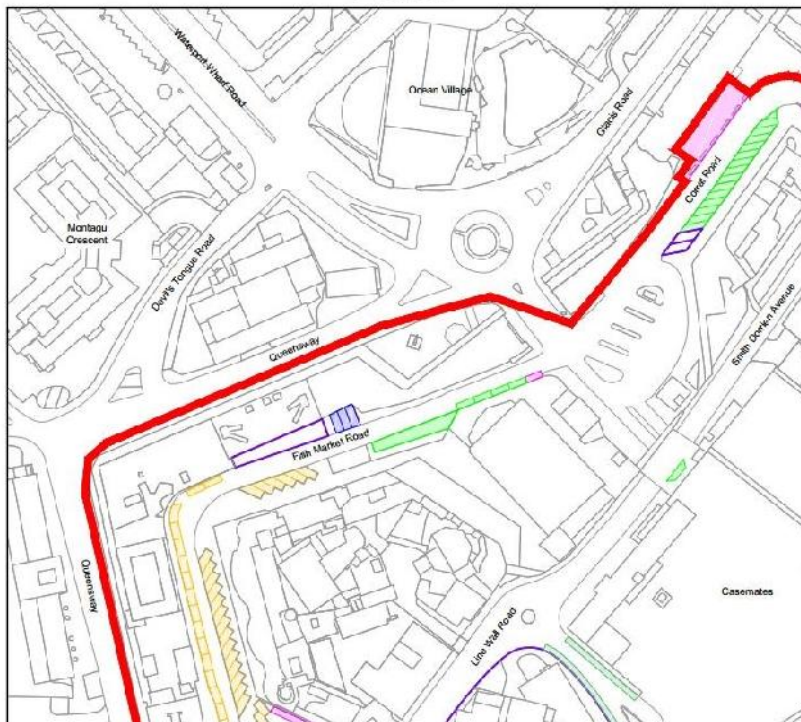 Waterport Wharf Road
Ocean Village
Glacis Road
Corral Road
Montagu
Crescent
Devil's Tongue Road
Smith Dorrien Avenue
Queensway
Fish Market Road
Queensway
Casemates
Line Wall Road